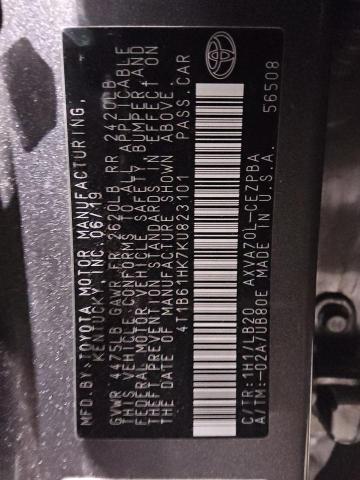 MFD. BY: TOYOTA MOTOR MANUFACTURING,
KENTUCKY, INC. 06/19
GVWR 4775LB GAWR FR 2620LB RR 2420LB
THIS VEHICLE CONFORMS TO ALL APPLICABLE
FEDERAL MOTOR VEHICLE SAFETY, BUMPER AND
THEFT PREVENTION STANDARDS IN EFFECT ON
THE DATE OF MANUFACTURE SHOWN ABOVE.
4T1B61HK7KU823101 PASS.CAR
C/TR: 1H1/LB20 AXVA70L-CEZGBA
A/TM: -02A/UB80E MADE IN U.S.A.
56508